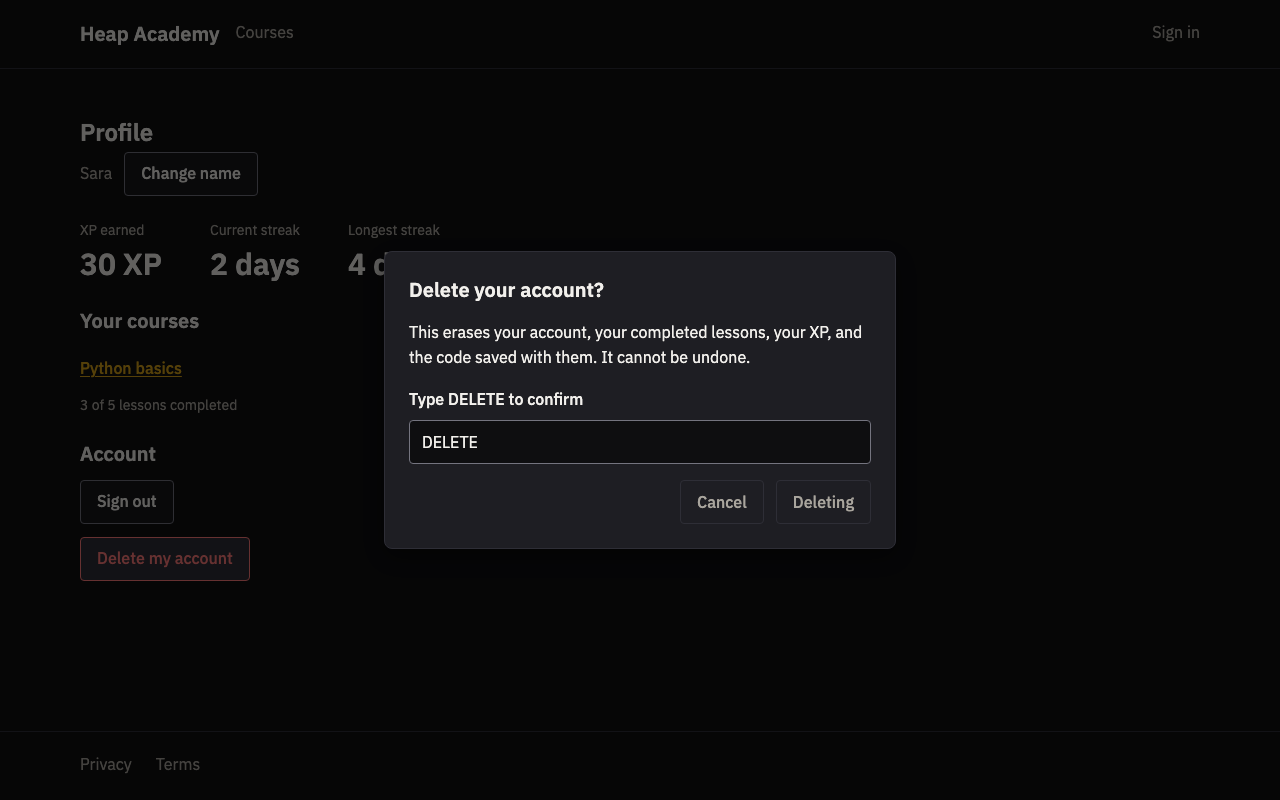 Heap Academy Courses Sign in
Profile
Sara Change name
XP earned Current streak Longest streak
30 XP 2 days 4 d
Your courses
Python basics
3 of 5 lessons completed
Account
Sign out
Delete my account
Delete your account?
This erases your account, your completed lessons, your XP, and
the code saved with them. It cannot be undone.
Type DELETE to confirm
DELETE
Cancel Deleting
Privacy Terms